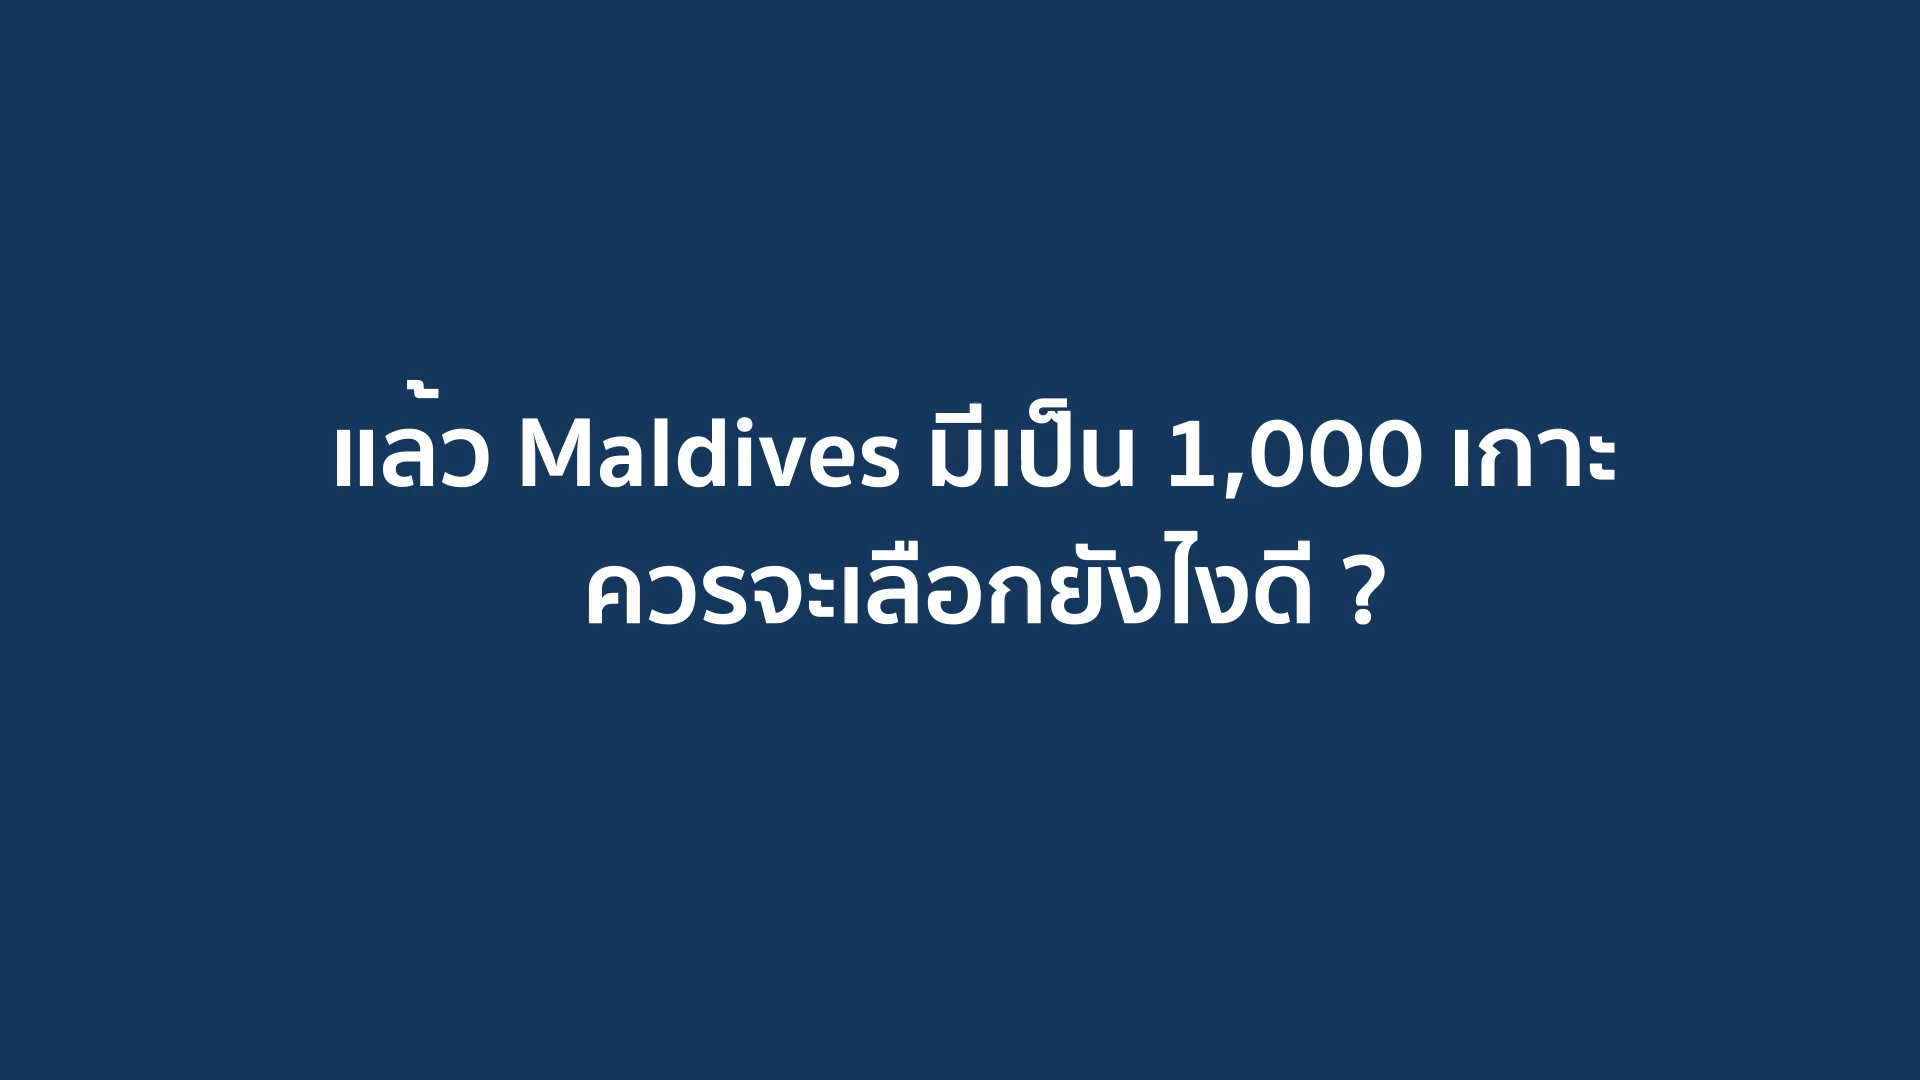 แล้ว Maldives มีเป็น 1,000 เกาะ
ควรจะเลือกยังไงดี ?